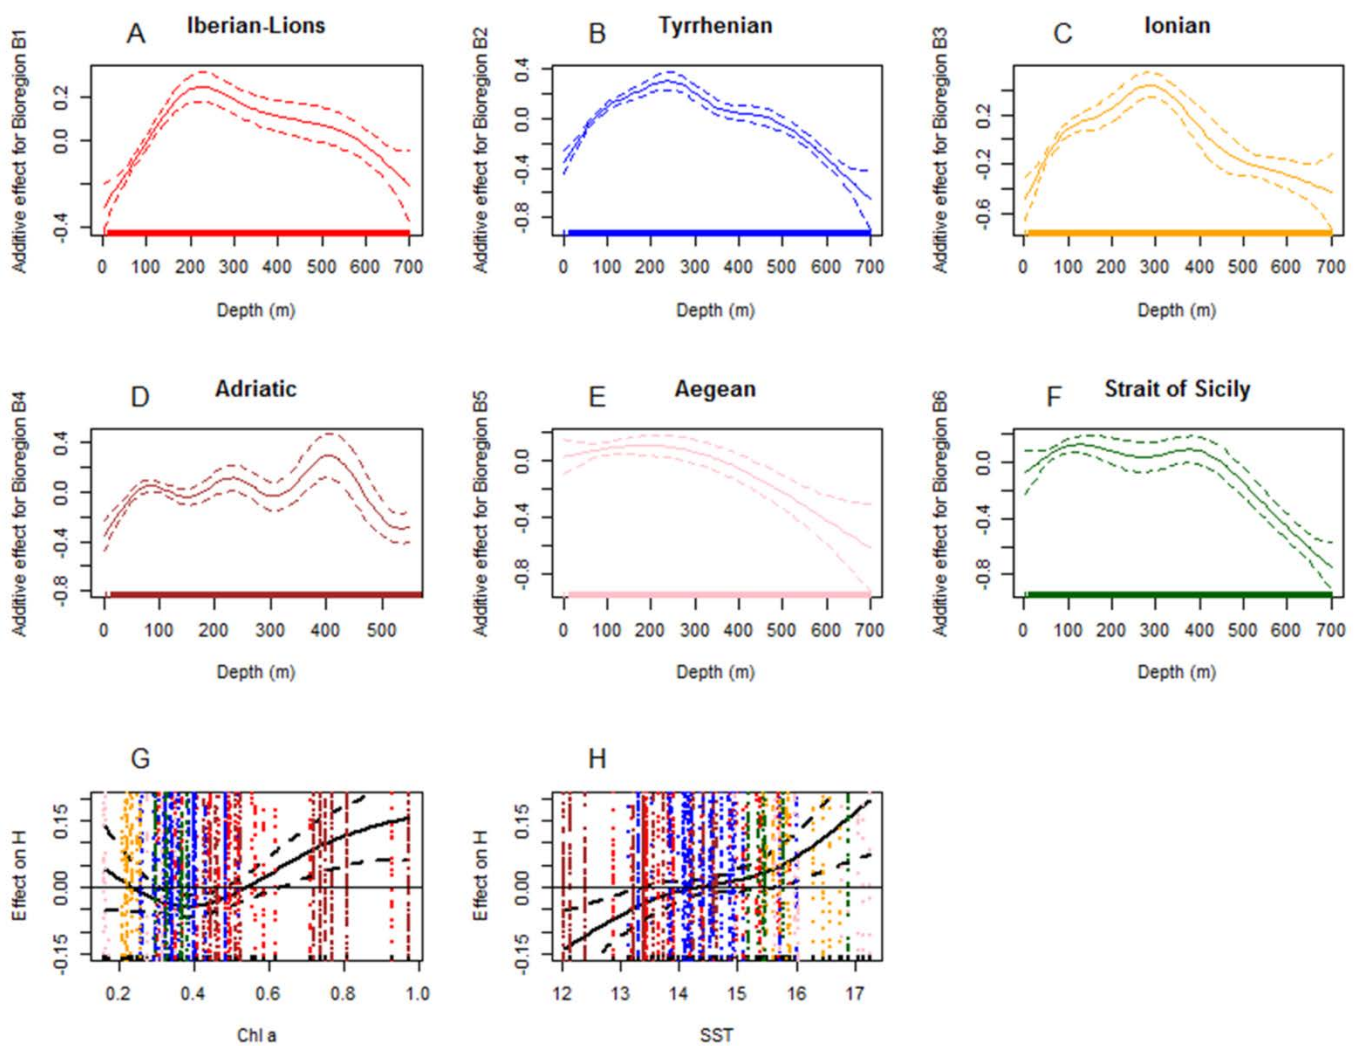 A Iberian-Lions
Additive effect for Bioregion B1
0.2
0.0
-0.4
0 100 200 300 400 500 600 700
Depth (m)
B Tyrrhenian
Additive effect for Bioregion B2
0.4
0.0
-0.4
-0.8
0 100 200 300 400 500 600 700
Depth (m)
C Ionian
Additive effect for Bioregion B3
0.2
-0.2
-0.6
0 100 200 300 400 500 600 700
Depth (m)
D Adriatic
Additive effect for Bioregion B4
0.4
0.0
-0.4
-0.8
0 100 200 300 400 500
Depth (m)
E Aegean
Additive effect for Bioregion B5
0.0
-0.4
-0.8
0 100 200 300 400 500 600 700
Depth (m)
F Strait of Sicily
Additive effect for Bioregion B6
0.0
-0.4
-0.8
0 100 200 300 400 500 600 700
Depth (m)
G
Effect on H
0.15
0.00
-0.15
0.2 0.4 0.6 0.8 1.0
Chl a
H
Effect on H
0.15
0.00
-0.15
12 13 14 15 16 17
SST